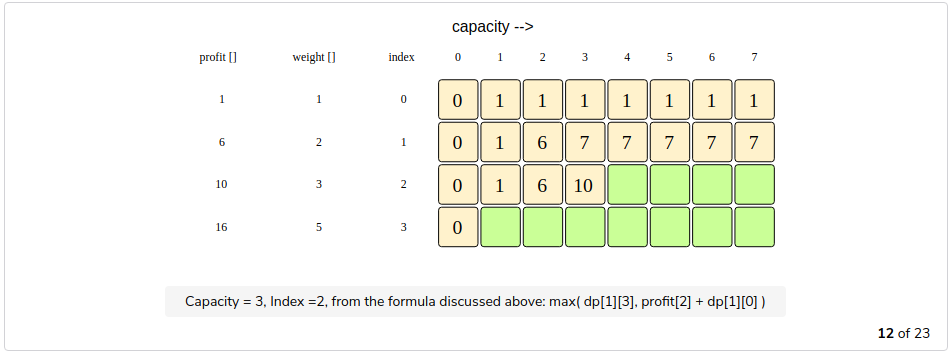 capacity -->
profit [] weight [] index 0 1 2 3 4 5 6 7
1 1 0 0 1 1 1 1 1 1 1
6 2 1 0 1 6 7 7 7 7 7
10 3 2 0 1 6 10
16 5 3 0
Capacity = 3, Index =2, from the formula discussed above: max( dp[1][3], profit[2] + dp[1][0] )
12 of 23